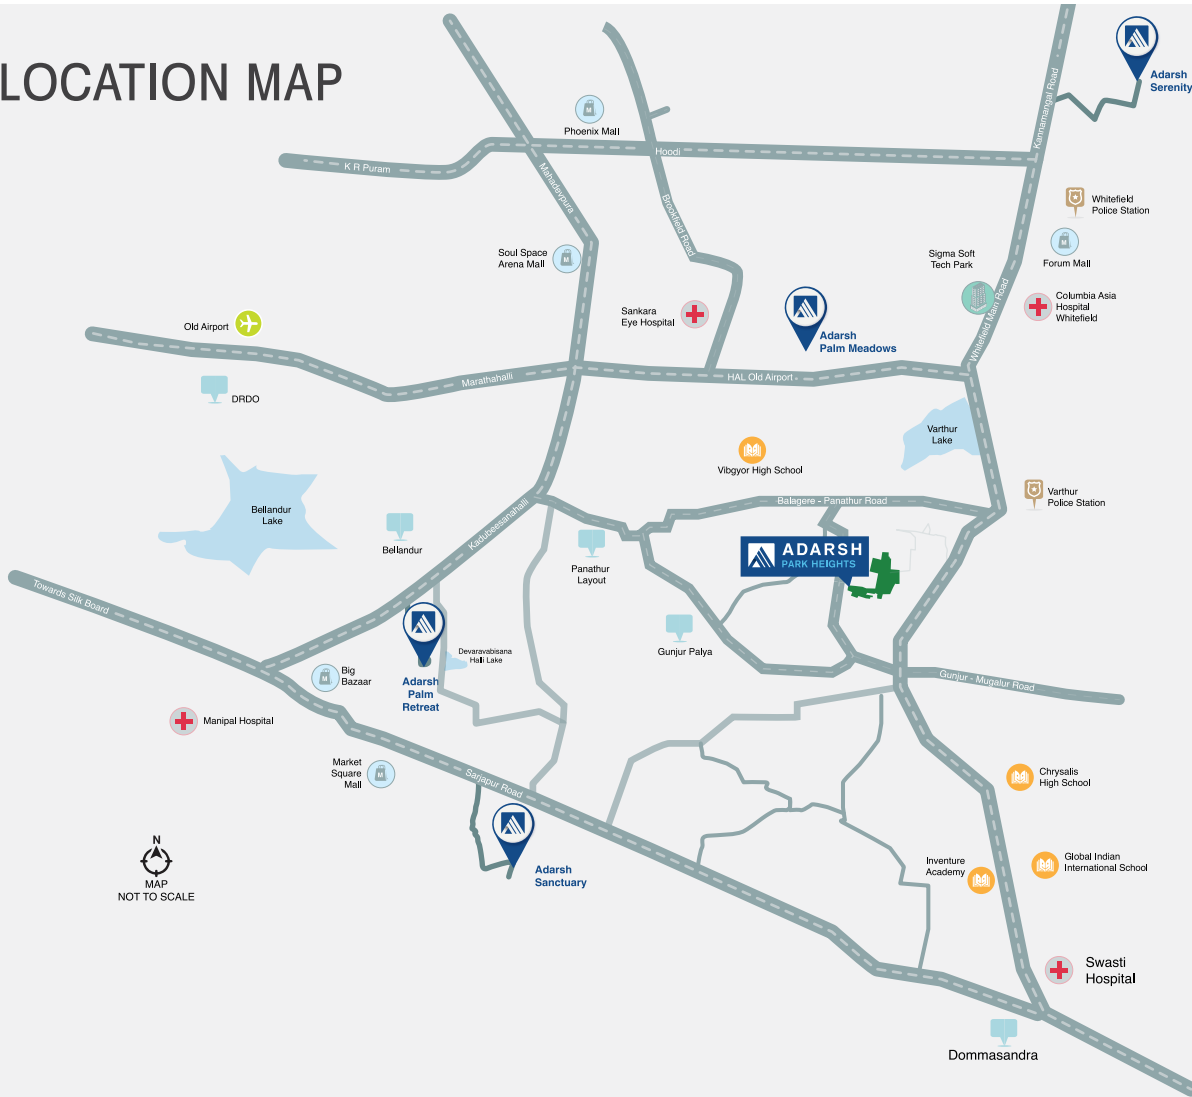 LOCATION MAP
Adarsh
Serenity
Kannamangal Road
Phoenix Mall
M
Hoodi
K R Puram
Mahadevpura
Brookfield Road
Whitefield
Police Station
Soul Space
Arena Mall
M
Sigma Soft
Tech Park
M
Forum Mall
Whitefield Main Road
Columbia Asia
Hospital
Whitefield
Sankara
Eye Hospital
Old Airport
Adarsh
Palm Meadows
Marathahalli
HAL Old Airport
DRDO
Varthur
Lake
Vibgyor High School
Varthur
Police Station
Balagere - Panathur Road
Bellandur
Lake
Kadubeesanahalli
Bellandur
Panathur
Layout
ADARSH
PARK HEIGHTS
Towards Silk Board
Gunjur Palya
Devaravabisana
Halli Lake
Big
Bazaar
M
Adarsh
Palm
Retreat
Gunjur - Mugalur Road
Manipal Hospital
Market
Square
Mall
M
Sarjapur Road
Chrysalis
High School
N
MAP
NOT TO SCALE
Adarsh
Sanctuary
Inventure
Academy
Global Indian
International School
Swasti
Hospital
Dommasandra